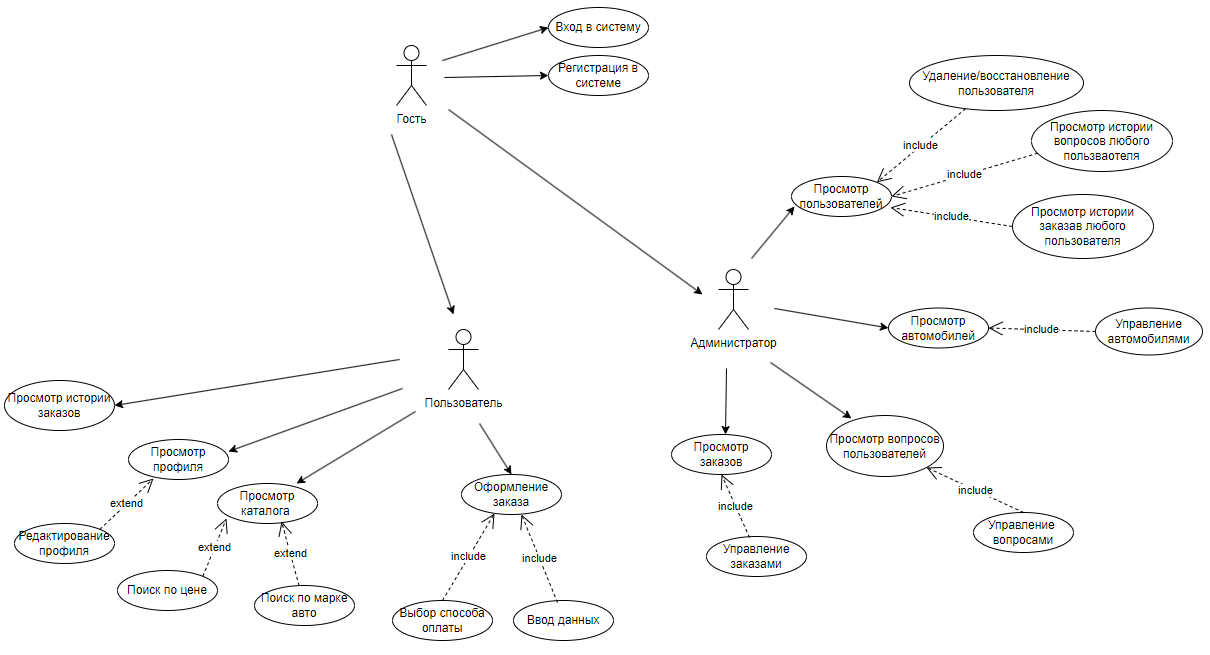 Вход в систему
Регистрация в
системе
Гость
Удаление/восстановление
пользователя
include
Просмотр истории
вопросов любого
пользваотеля
include
Просмотр
пользователей
include
Просмотр истории
заказав любого
пользователя
Администратор
Просмотр
автомобилей
include
Управление
автомобилями
Пользователь
Просмотр истории
заказов
Просмотр
профиля
extend
Редактирование
профиля
Просмотр
каталога
extend
extend
Поиск по цене
Поиск по марке
авто
Оформление
заказа
include
include
Выбор способа
оплаты
Ввод данных
Просмотр
заказов
include
Управление
заказами
Просмотр вопросов
пользователей
include
Управление
вопросами